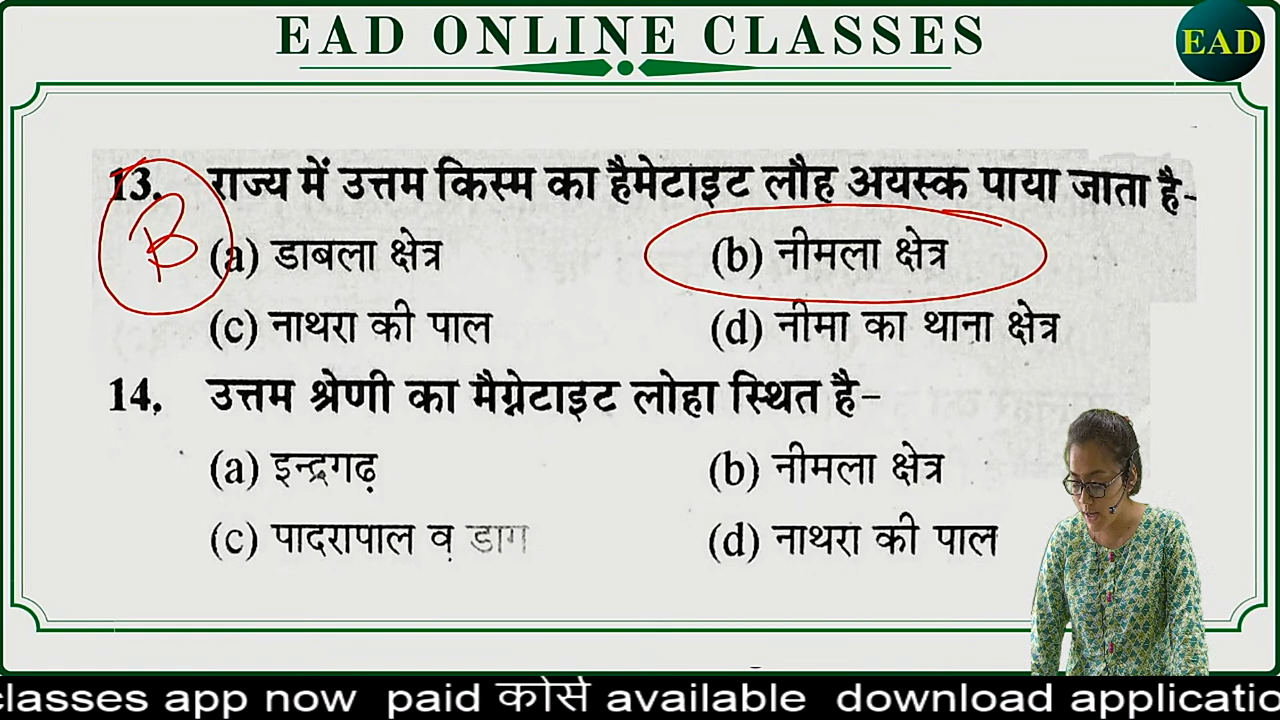 EAD ONLINE CLASSES
EAD
13. राज्य में उत्तम किस्म का हैमेटाइट लौह अयस्क पाया जाता है-
B
(a) डाबला क्षेत्र (b) नीमला क्षेत्र
(c) नाथरा की पाल (d) नीमा का थाना क्षेत्र
14. उत्तम श्रेणी का मैग्नेटाइट लोहा स्थित है-
(a) इन्द्रगढ़ (b) नीमला क्षेत्र
(c) पादरापाल व डाग (d) नाथरा की पाल
classes app now paid कोर्स available download applicatio